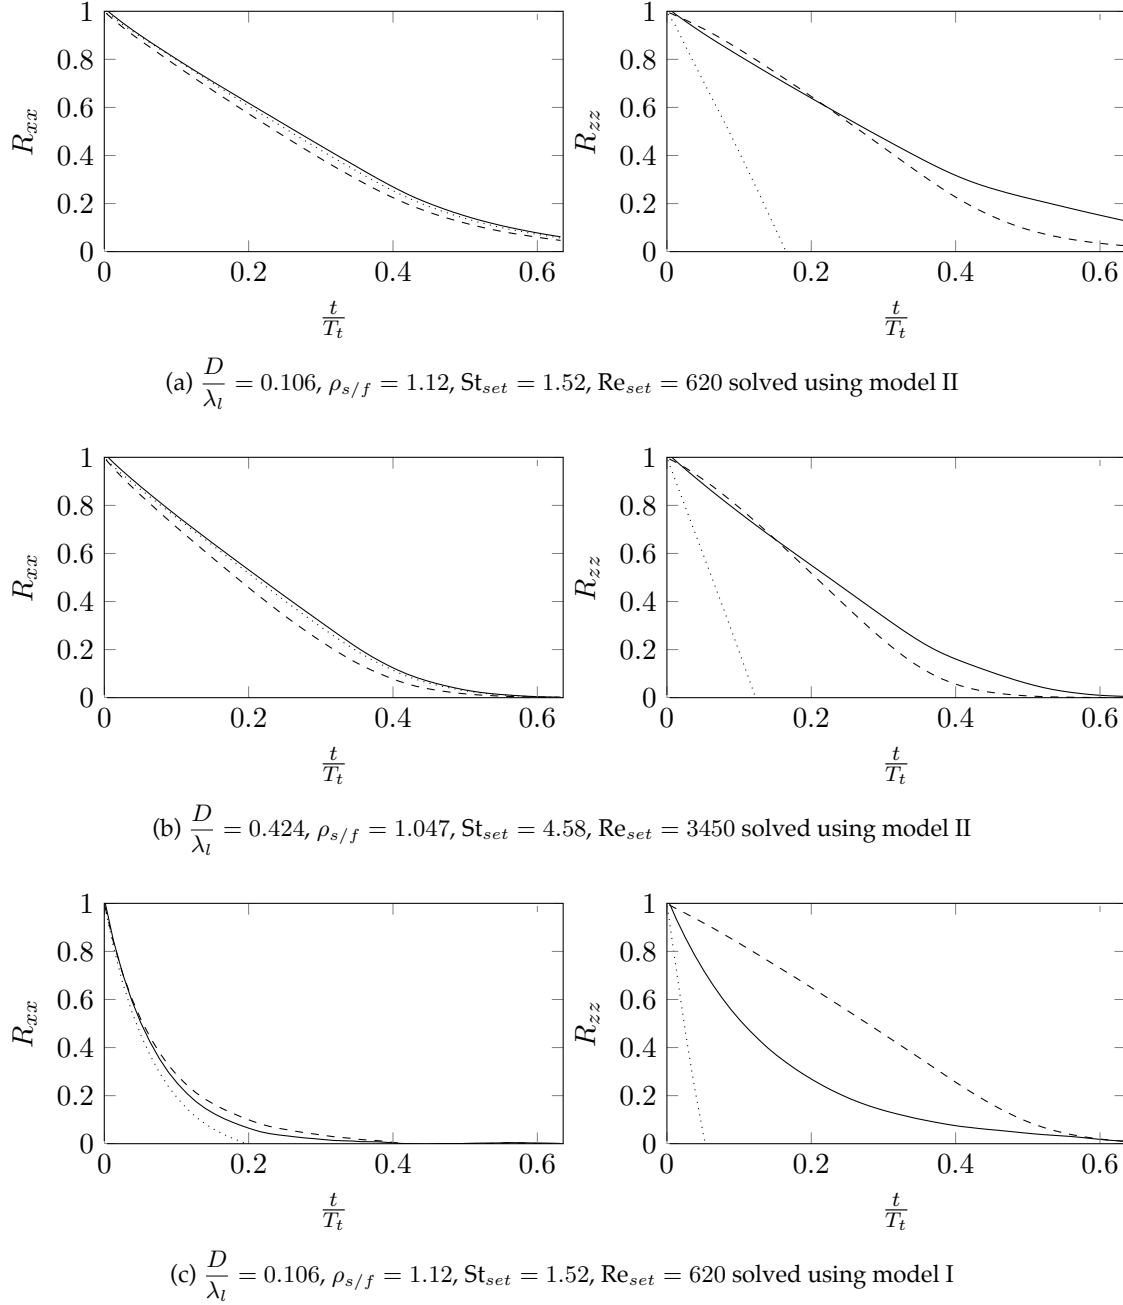 1
0.8
0.6
0.4
0.2
0
R_{xx}
0 0.2 0.4 0.6
t/T_t
1
0.8
0.6
0.4
0.2
0
R_{zz}
0 0.2 0.4 0.6
t/T_t
(a) D/λ_l = 0.106, ρ_{s/f} = 1.12, St_{set} = 1.52, Re_{set} = 620 solved using model II
1
0.8
0.6
0.4
0.2
0
R_{xx}
0 0.2 0.4 0.6
t/T_t
1
0.8
0.6
0.4
0.2
0
R_{zz}
0 0.2 0.4 0.6
t/T_t
(b) D/λ_l = 0.424, ρ_{s/f} = 1.047, St_{set} = 4.58, Re_{set} = 3450 solved using model II
1
0.8
0.6
0.4
0.2
0
R_{xx}
0 0.2 0.4 0.6
t/T_t
1
0.8
0.6
0.4
0.2
0
R_{zz}
0 0.2 0.4 0.6
t/T_t
(c) D/λ_l = 0.106, ρ_{s/f} = 1.12, St_{set} = 1.52, Re_{set} = 620 solved using model I